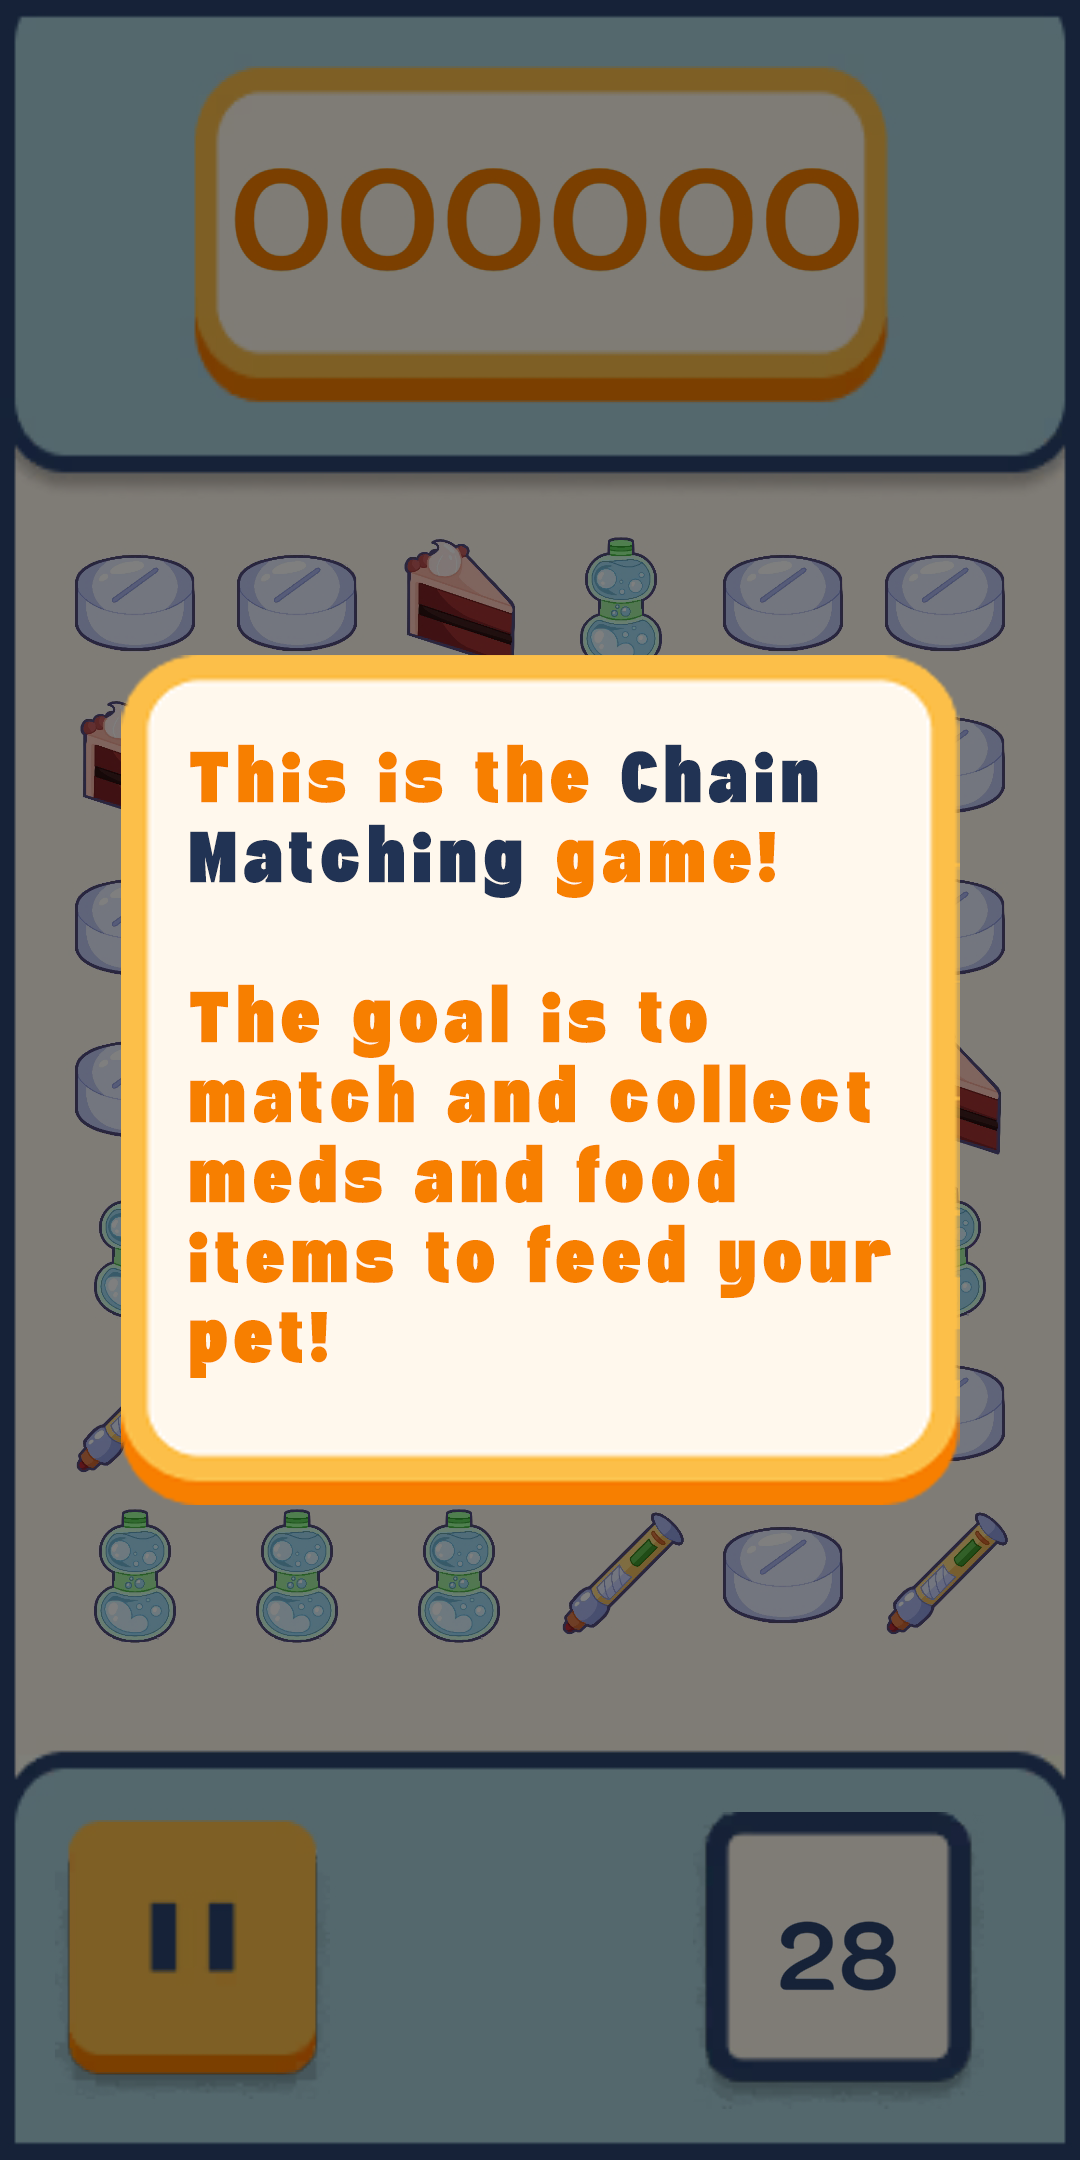 000000
This is the Chain
Matching game!
The goal is to
match and collect
meds and food
items to feed your
pet!
28